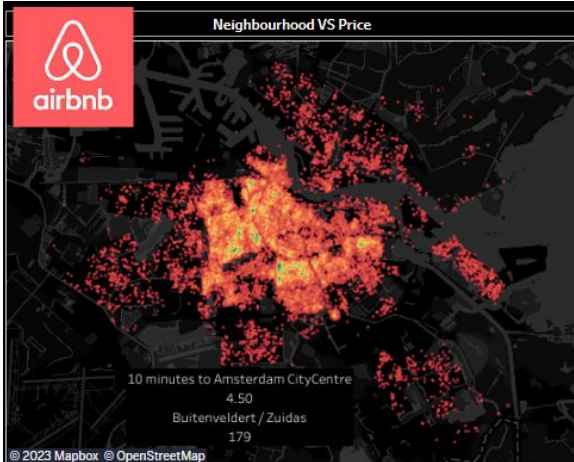 Neighbourhood VS Price
airbnb
10 minutes to Amsterdam CityCentre
4.50
Buitenveldert / Zuidas
179
© 2023 Mapbox © OpenStreetMap